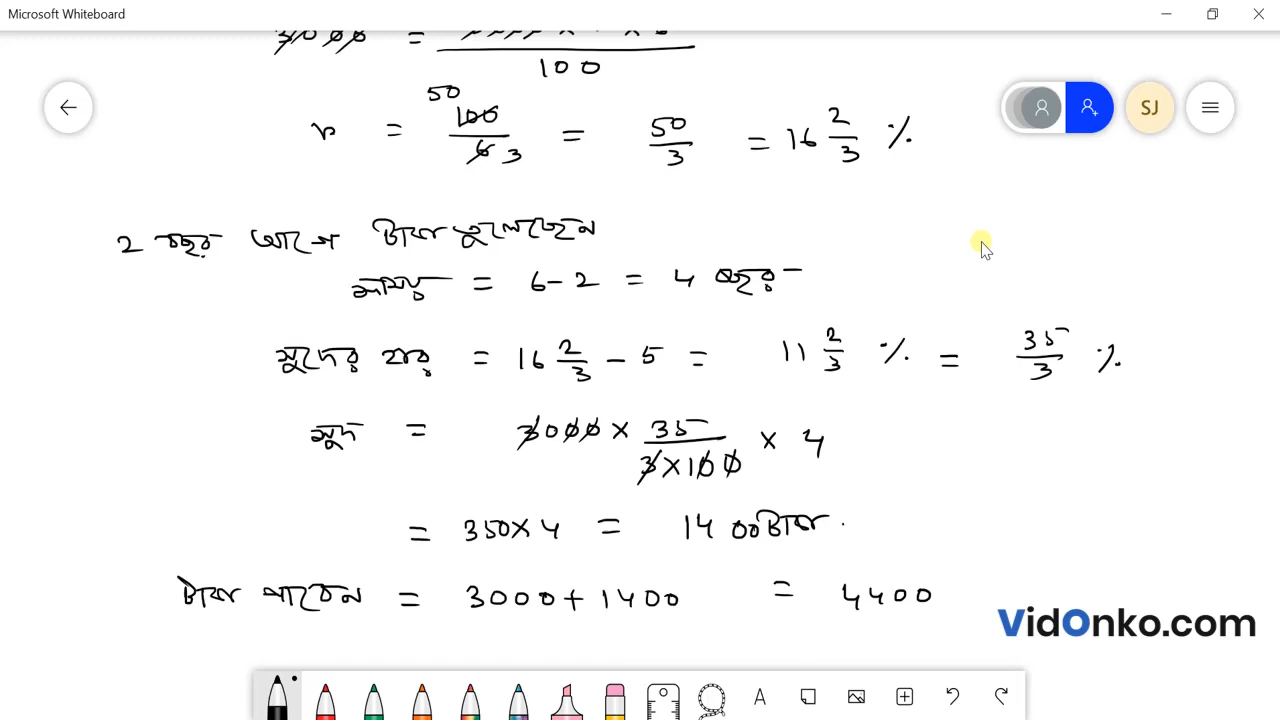 Microsoft Whiteboard
3000 =
100
r = 50 100/6 3 = 50/3 = 16 2/3 %
2 বছর আগে টাকা তুলেছেন
সময় = 6 - 2 = 4 বছর
SJ
সুদের হার = 16 2/3 - 5 = 11 2/3 % = 35/3 %
সুদ = 3000 × 35/3×100 × 4
= 350×4 = 1400 টাকা
টাকা পাবেন = 3000 + 1400 = 4400
VidOnko.com
A